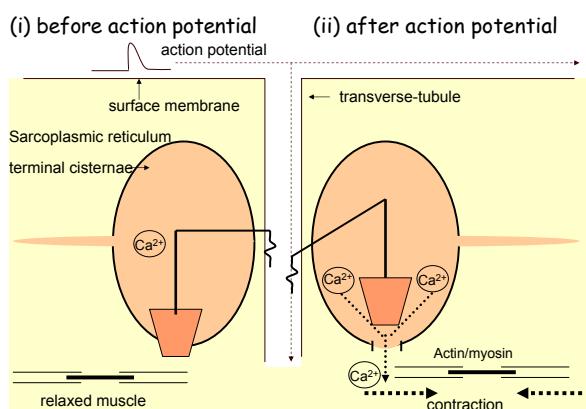 (i) before action potential
(ii) after action potential
action potential
surface membrane
transverse-tubule
Sarcoplasmic reticulum
terminal cisternae
Ca²⁺
Ca²⁺
Ca²⁺
Ca²⁺
Actin/myosin
relaxed muscle
contraction